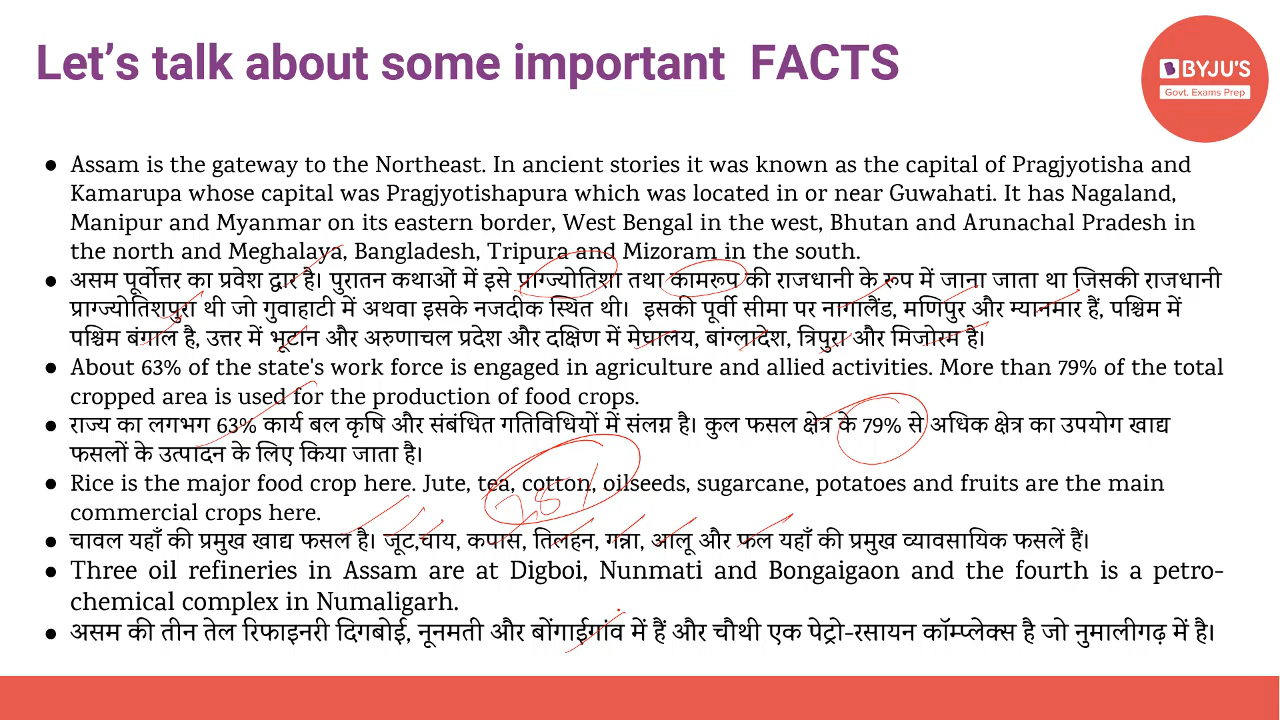 Let's talk about some important FACTS
BYJU'S
Govt. Exams Prep
● Assam is the gateway to the Northeast. In ancient stories it was known as the capital of Pragjyotisha and
Kamarupa whose capital was Pragjyotishapura which was located in or near Guwahati. It has Nagaland,
Manipur and Myanmar on its eastern border, West Bengal in the west, Bhutan and Arunachal Pradesh in
the north and Meghalaya, Bangladesh, Tripura and Mizoram in the south.
● असम पूर्वोत्तर का प्रवेश द्वार है। पुरातन कथाओं में इसे प्राग्ज्योतिशा तथा कामरूप की राजधानी के रूप में जाना जाता था जिसकी राजधानी
प्राग्ज्योतिशपुरा थी जो गुवाहाटी में अथवा इसके नजदीक स्थित थी। इसकी पूर्वी सीमा पर नागालैंड, मणिपुर और म्यानमार हैं, पश्चिम में
पश्चिम बंगाल है, उत्तर में भूटान और अरुणाचल प्रदेश और दक्षिण में मेघालय, बांग्लादेश, त्रिपुरा और मिजोरम है।
● About 63% of the state's work force is engaged in agriculture and allied activities. More than 79% of the total
cropped area is used for the production of food crops.
● राज्य का लगभग 63% कार्य बल कृषि और संबंधित गतिविधियों में संलग्न है। कुल फसल क्षेत्र के 79% से अधिक क्षेत्र का उपयोग खाद्य
फसलों के उत्पादन के लिए किया जाता है।
● Rice is the major food crop here. Jute, tea, cotton, oilseeds, sugarcane, potatoes and fruits are the main
commercial crops here.
● चावल यहाँ की प्रमुख खाद्य फसल है। जूट,चाय, कपास, तिलहन, गन्ना, आलू और फल यहाँ की प्रमुख व्यावसायिक फसलें हैं।
● Three oil refineries in Assam are at Digboi, Nunmati and Bongaigaon and the fourth is a petro-
chemical complex in Numaligarh.
● असम की तीन तेल रिफाइनरी दिगबोई, नूनमती और बोंगाईगांव में हैं और चौथी एक पेट्रो-रसायन कॉम्प्लेक्स है जो नुमालीगढ़ में है।